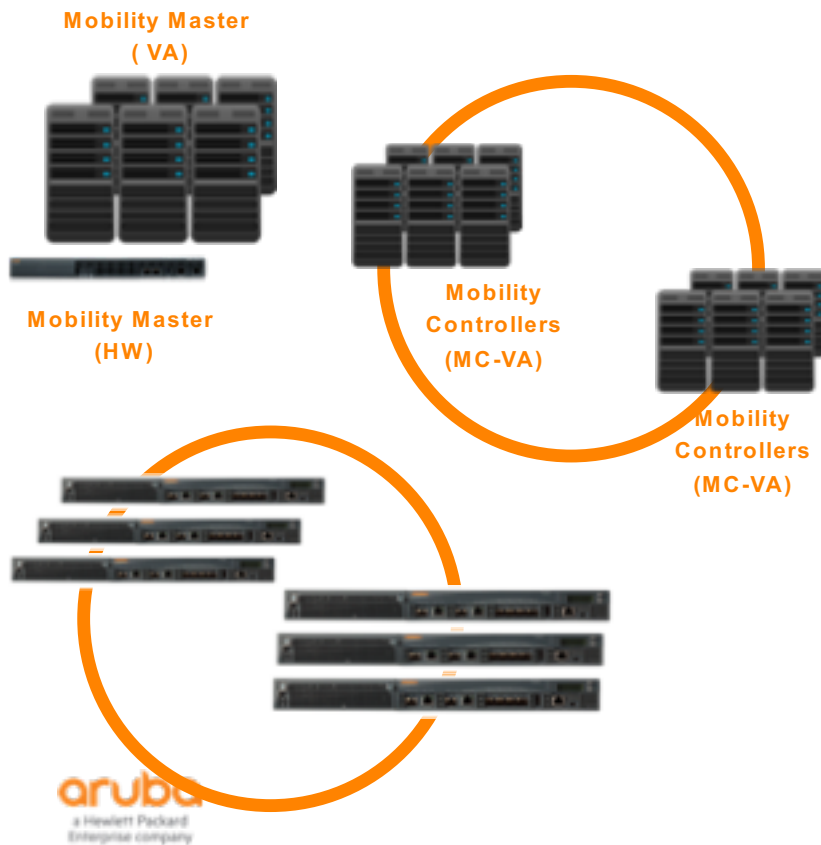 Mobility Master
( VA)
Mobility Master
(HW)
Mobility
Controllers
(MC-VA)
Mobility
Controllers
(MC-VA)
aruba
a Hewlett Packard
Enterprise company